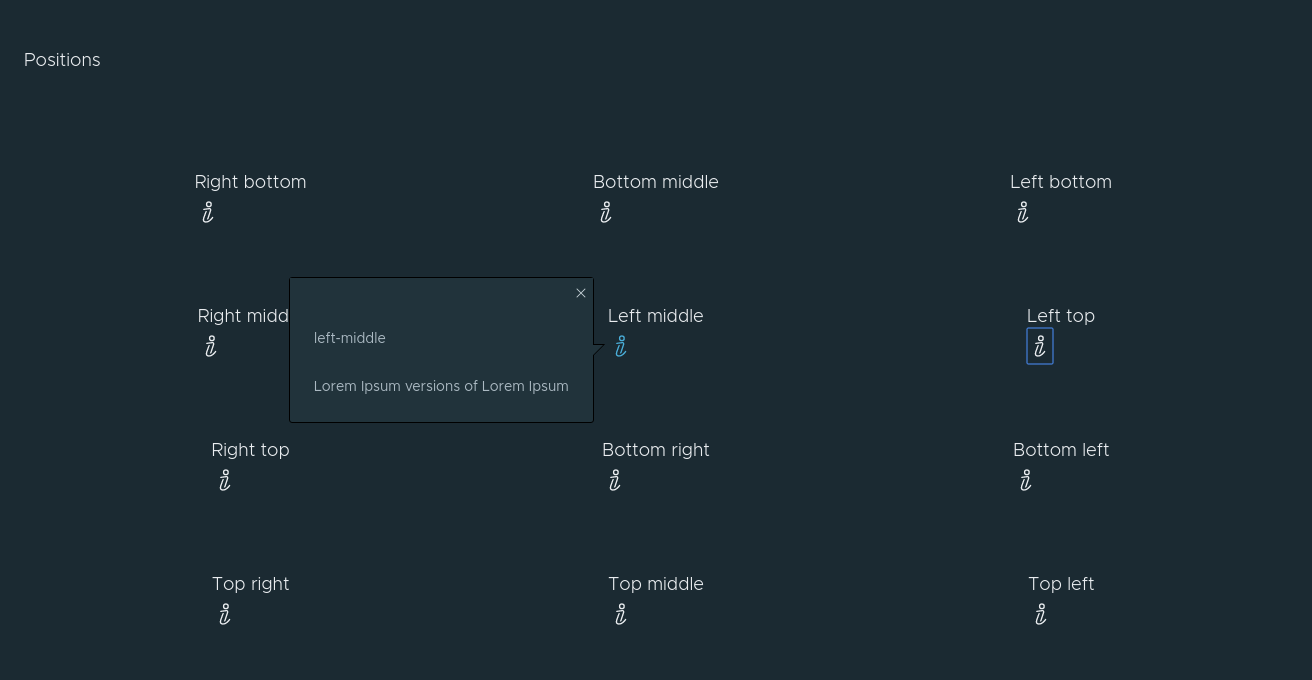 Positions
Right bottom
Bottom middle
Left bottom
Right midd
left-middle
Lorem Ipsum versions of Lorem Ipsum
Left middle
Left top
Right top
Bottom right
Bottom left
Top right
Top middle
Top left